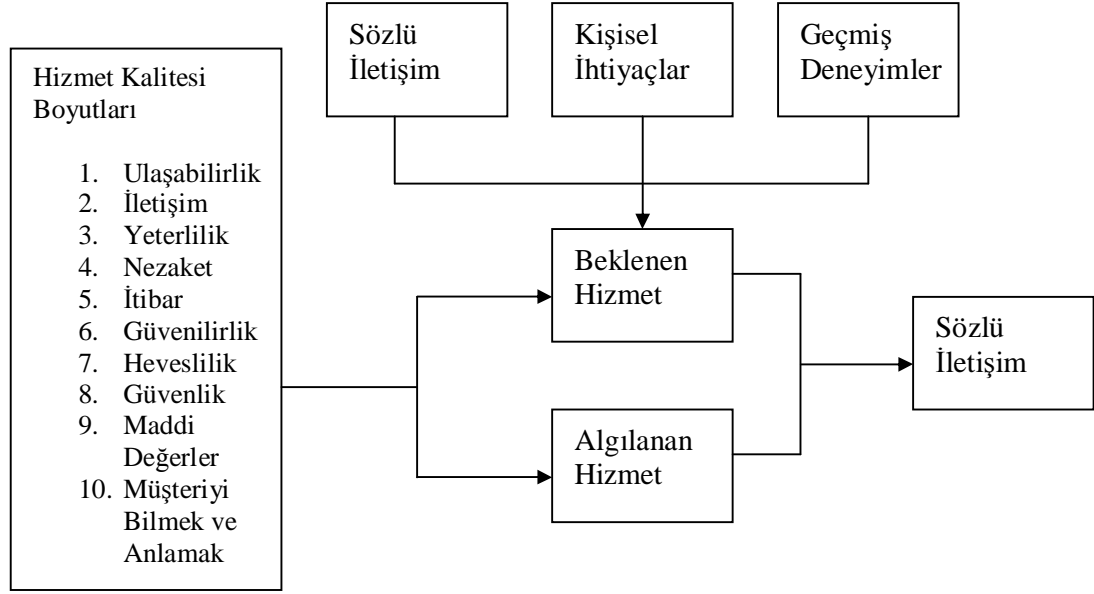 Hizmet Kalitesi
Boyutları
1. Ulaşabilirlik
2. İletişim
3. Yeterlilik
4. Nezaket
5. İtibar
6. Güvenilirlik
7. Heveslilik
8. Güvenlik
9. Maddi
Değerler
10. Müşteriyi
Bilmek ve
Anlamak
Sözlü
İletişim
Kişisel
İhtiyaçlar
Geçmiş
Deneyimler
Beklenen
Hizmet
Algılanan
Hizmet
Sözlü
İletişim